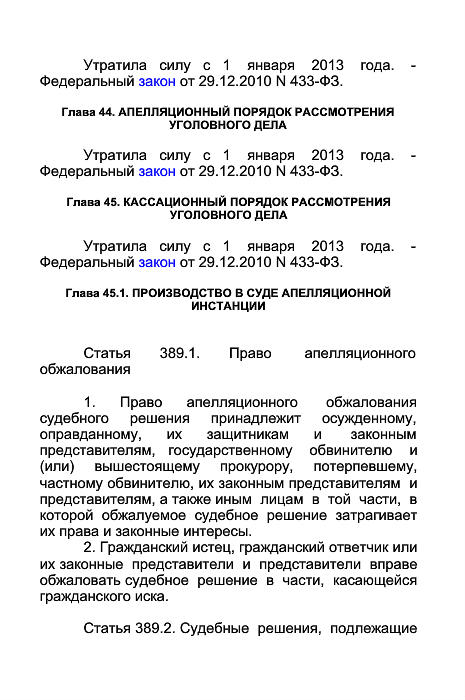 Утратила силу с 1 января 2013 года. -
Федеральный закон от 29.12.2010 N 433-ФЗ.
Глава 44. АПЕЛЛЯЦИОННЫЙ ПОРЯДОК РАССМОТРЕНИЯ
УГОЛОВНОГО ДЕЛА
Утратила силу с 1 января 2013 года. -
Федеральный закон от 29.12.2010 N 433-ФЗ.
Глава 45. КАССАЦИОННЫЙ ПОРЯДОК РАССМОТРЕНИЯ
УГОЛОВНОГО ДЕЛА
Утратила силу с 1 января 2013 года. -
Федеральный закон от 29.12.2010 N 433-ФЗ.
Глава 45.1. ПРОИЗВОДСТВО В СУДЕ АПЕЛЛЯЦИОННОЙ
ИНСТАНЦИИ
Статья 389.1. Право апелляционного
обжалования
1. Право апелляционного обжалования
судебного решения принадлежит осужденному,
оправданному, их защитникам и законным
представителям, государственному обвинителю и
(или) вышестоящему прокурору, потерпевшему,
частному обвинителю, их законным представителям и
представителям, а также иным лицам в той части, в
которой обжалуемое судебное решение затрагивает
их права и законные интересы.
2. Гражданский истец, гражданский ответчик или
их законные представители и представители вправе
обжаловать судебное решение в части, касающейся
гражданского иска.
Статья 389.2. Судебные решения, подлежащие